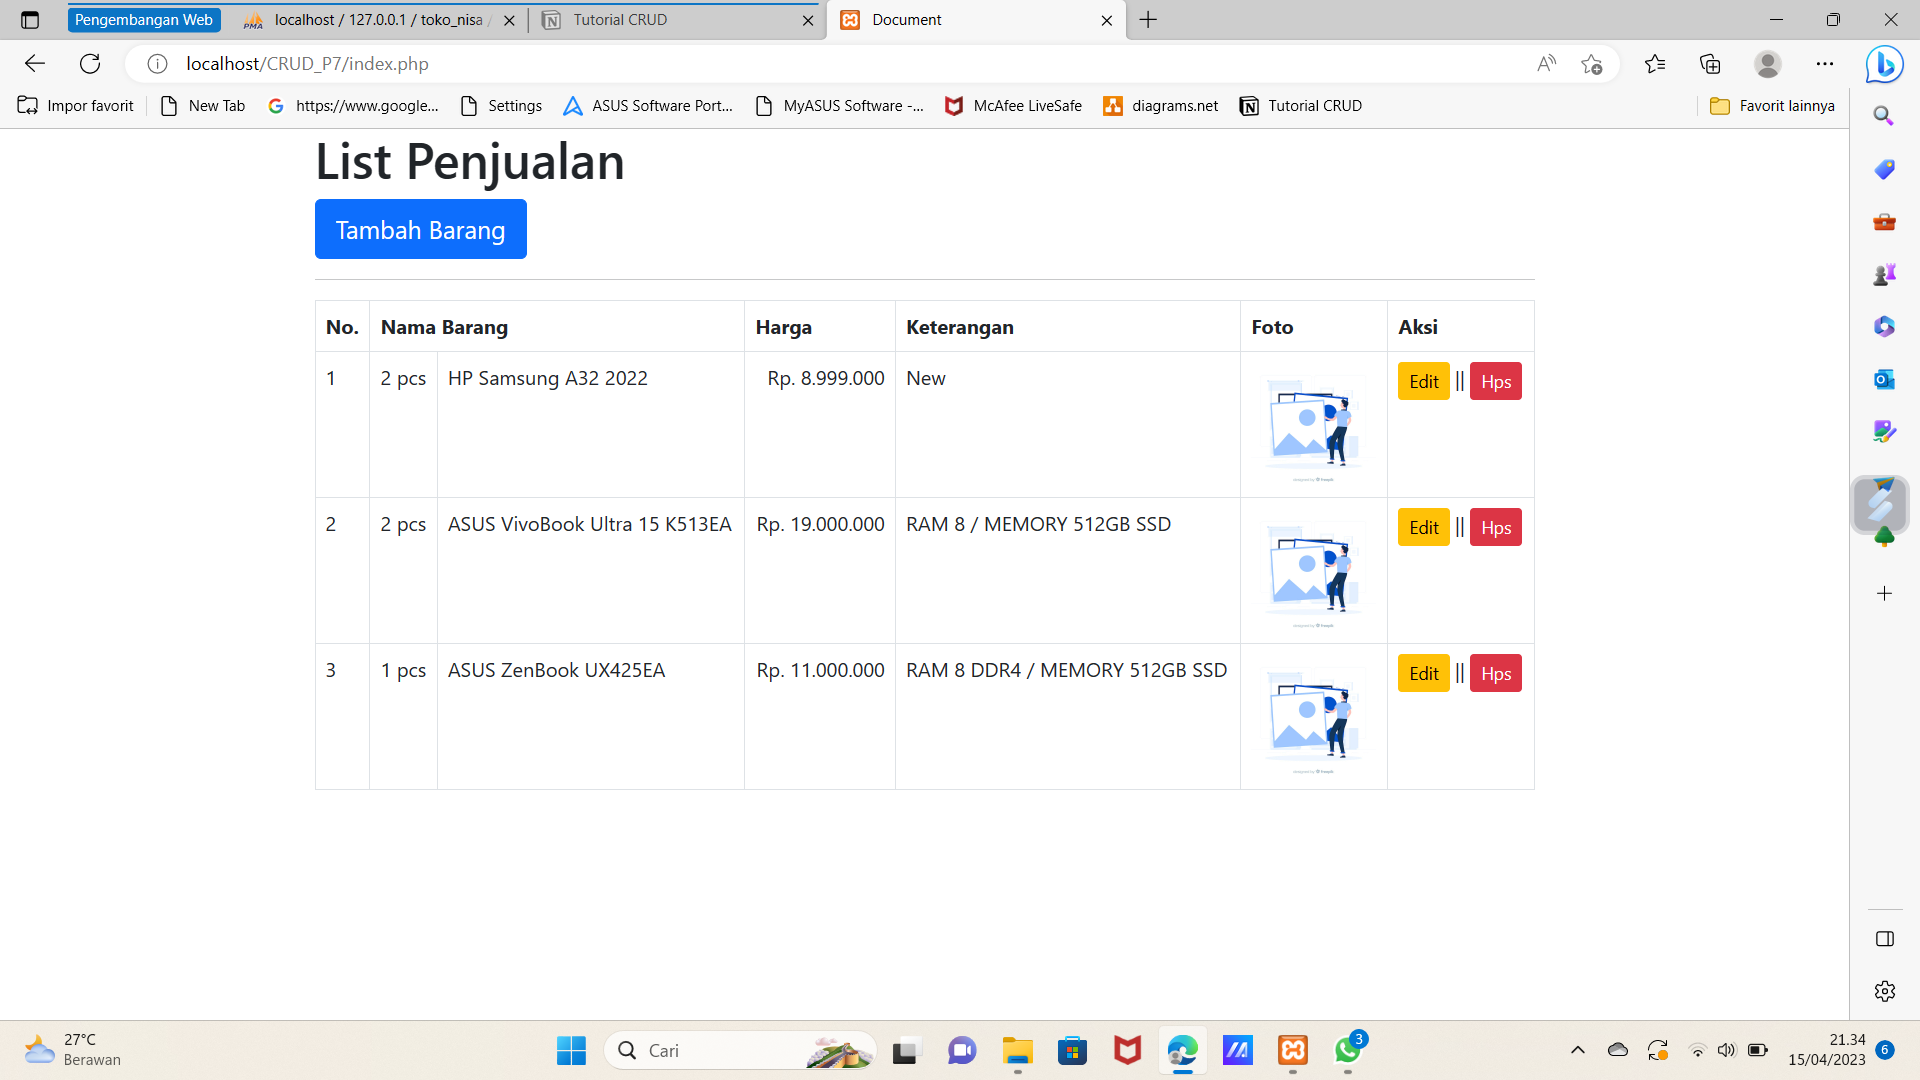 Pengembangan Web
localhost / 127.0.0.1 / toko_nisa /
Tutorial CRUD
Document
localhost/CRUD_P7/index.php
Impor favorit
New Tab
https://www.google...
Settings
ASUS Software Port...
MyASUS Software -...
McAfee LiveSafe
diagrams.net
Tutorial CRUD
Favorit lainnya
List Penjualan
Tambah Barang
No. Nama Barang Harga Keterangan Foto Aksi
1 2 pcs HP Samsung A32 2022 Rp. 8.999.000 New Edit || Hps
2 2 pcs ASUS VivoBook Ultra 15 K513EA Rp. 19.000.000 RAM 8 / MEMORY 512GB SSD Edit || Hps
3 1 pcs ASUS ZenBook UX425EA Rp. 11.000.000 RAM 8 DDR4 / MEMORY 512GB SSD Edit || Hps
27°C
Berawan
Cari
3
21.34
15/04/2023
6